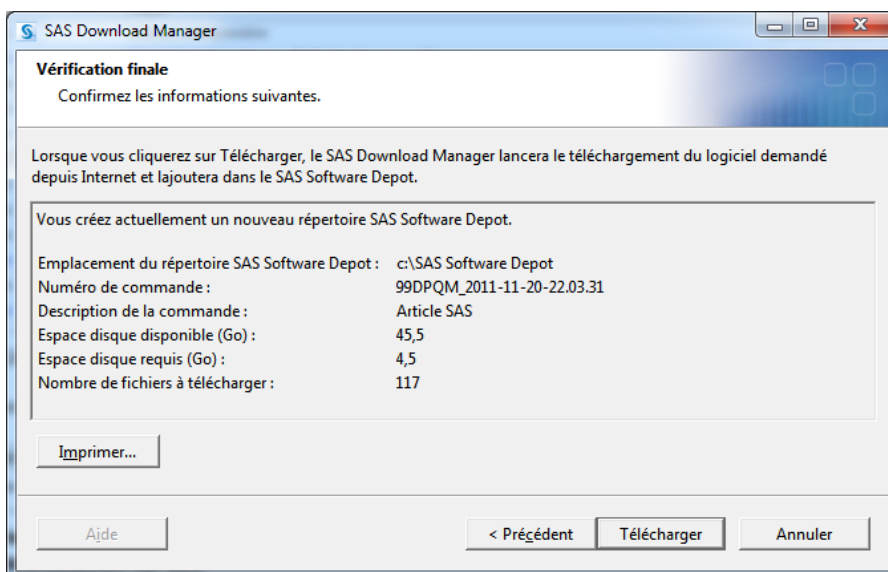 SAS Download Manager
Vérification finale
Confirmez les informations suivantes.
Lorsque vous cliquerez sur Télécharger, le SAS Download Manager lancera le téléchargement du logiciel demandé
depuis Internet et lajoutera dans le SAS Software Depot.
Vous créez actuellement un nouveau répertoire SAS Software Depot.
Emplacement du répertoire SAS Software Depot : c:\SAS Software Depot
Numéro de commande : 99DPQM_2011-11-20-22.03.31
Description de la commande : Article SAS
Espace disque disponible (Go) : 45,5
Espace disque requis (Go) : 4,5
Nombre de fichiers à télécharger : 117
Imprimer...
Aide < Précédent Télécharger Annuler